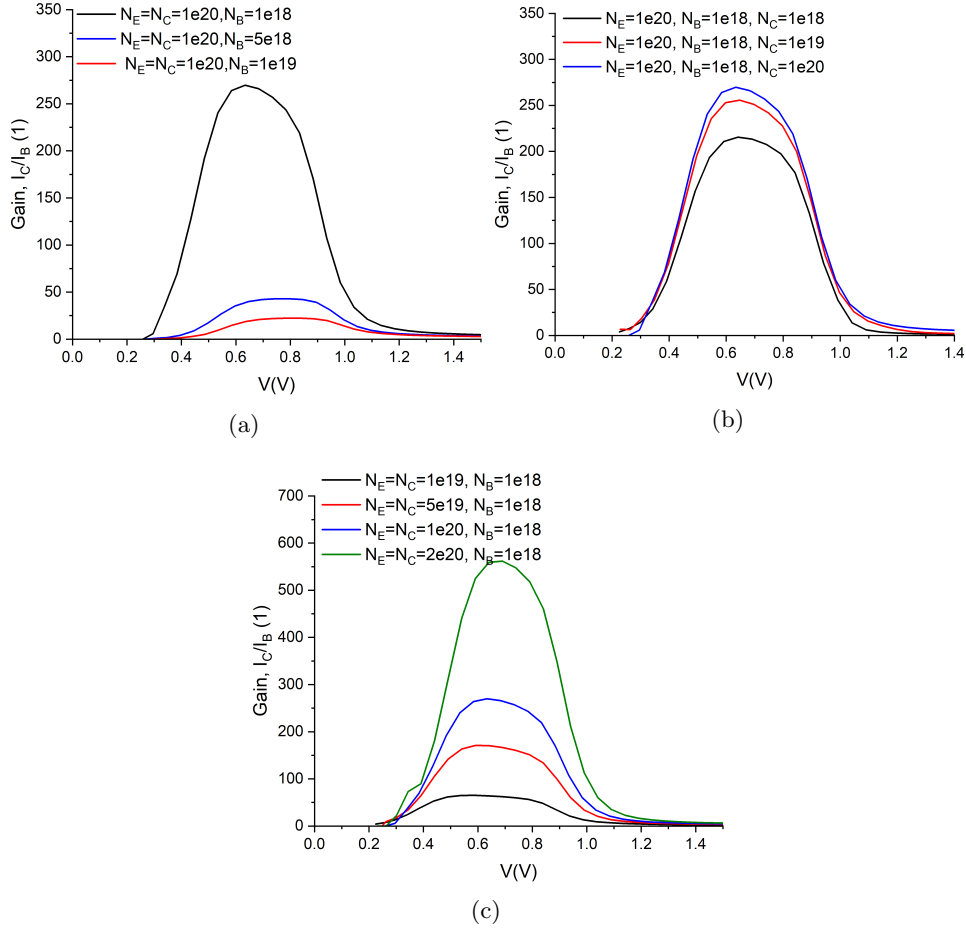 N_E=N_C=1e20,N_B=1e18
N_E=N_C=1e20,N_B=5e18
N_E=N_C=1e20,N_B=1e19
350
300
250
200
150
100
50
0
0.0 0.2 0.4 0.6 0.8 1.0 1.2 1.4
Gain, I_C/I_B (1)
V(V)
(a)
N_E=1e20, N_B=1e18, N_C=1e18
N_E=1e20, N_B=1e18, N_C=1e19
N_E=1e20, N_B=1e18, N_C=1e20
350
300
250
200
150
100
50
0
0.0 0.2 0.4 0.6 0.8 1.0 1.2 1.4
Gain, I_C/I_B (1)
V(V)
(b)
N_E=N_C=1e19, N_B=1e18
N_E=N_C=5e19, N_B=1e18
N_E=N_C=1e20, N_B=1e18
N_E=N_C=2e20, N_B=1e18
700
600
500
400
300
200
100
0
0.0 0.2 0.4 0.6 0.8 1.0 1.2 1.4
Gain, I_C/I_B (1)
V(V)
(c)